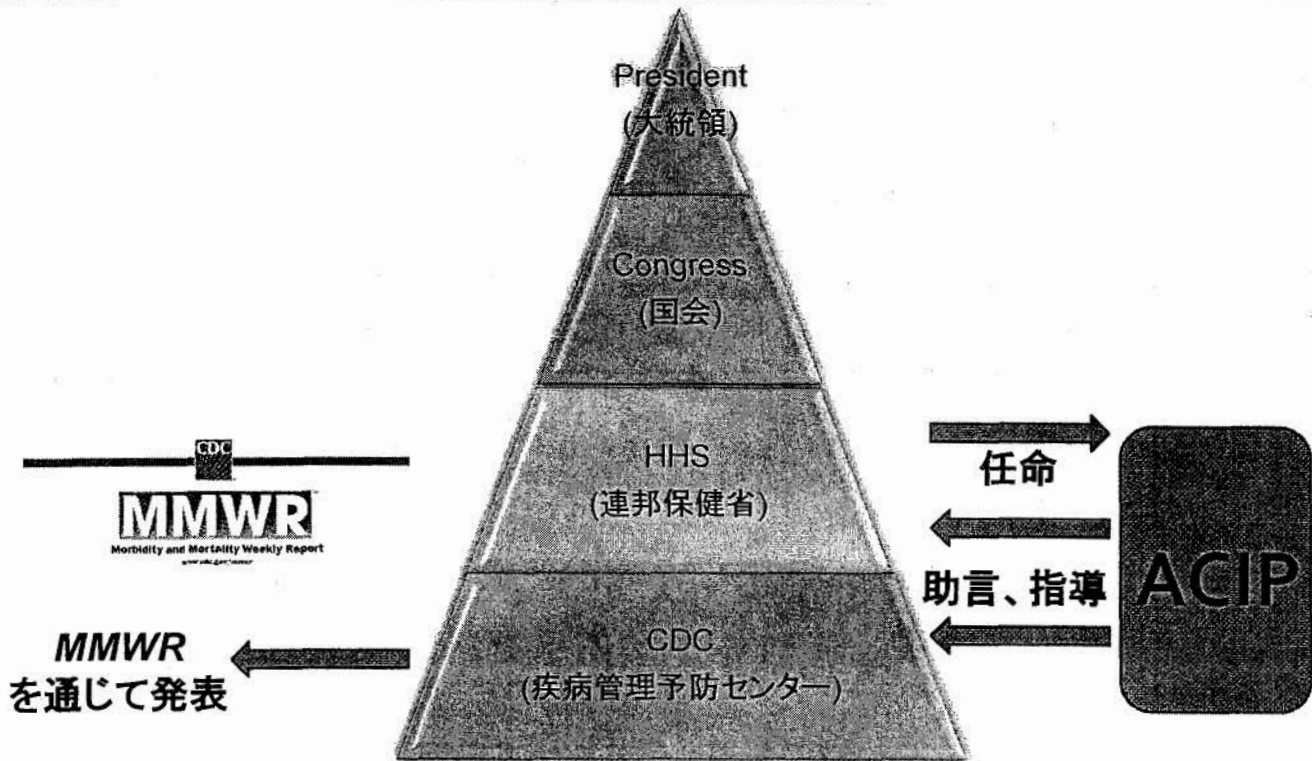 President
(大統領)
Congress
(国会)
HHS
(連邦保健省)
CDC
(疾病管理予防センター)
CDC
MMWR
Morbidity and Mortality Weekly Report
MMWR
を通じて発表
任命
助言、指導
ACIP